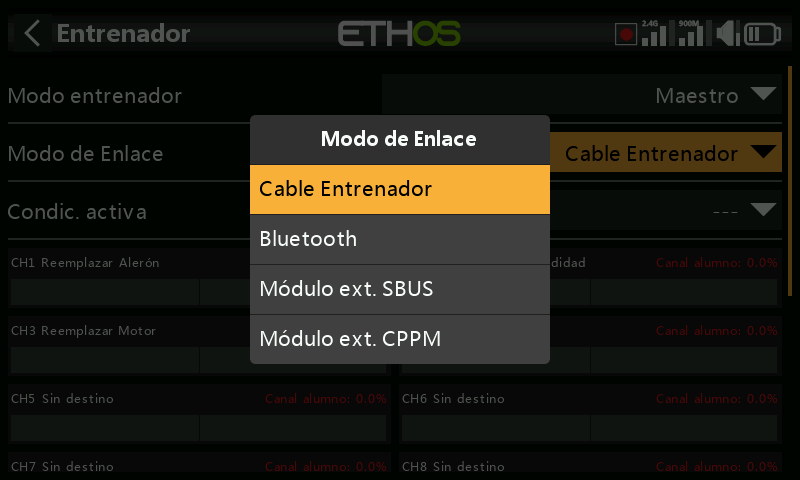 Entrenador
ETHOS
2.4G
900M
Modo entrenador
Maestro
Modo de Enlace
Cable Entrenador
Condic. activa
---
Modo de Enlace
Cable Entrenador
Bluetooth
Módulo ext. SBUS
Módulo ext. CPPM
CH1 Reemplazar Alerón
didad
Canal alumno: 0.0%
CH3 Reemplazar Motor
Canal alumno: 0.0%
CH5 Sin destino
Canal alumno: 0.0%
CH6 Sin destino
Canal alumno: 0.0%
CH7 Sin destino
Canal alumno: 0.0%
CH8 Sin destino
Canal alumno: 0.0%